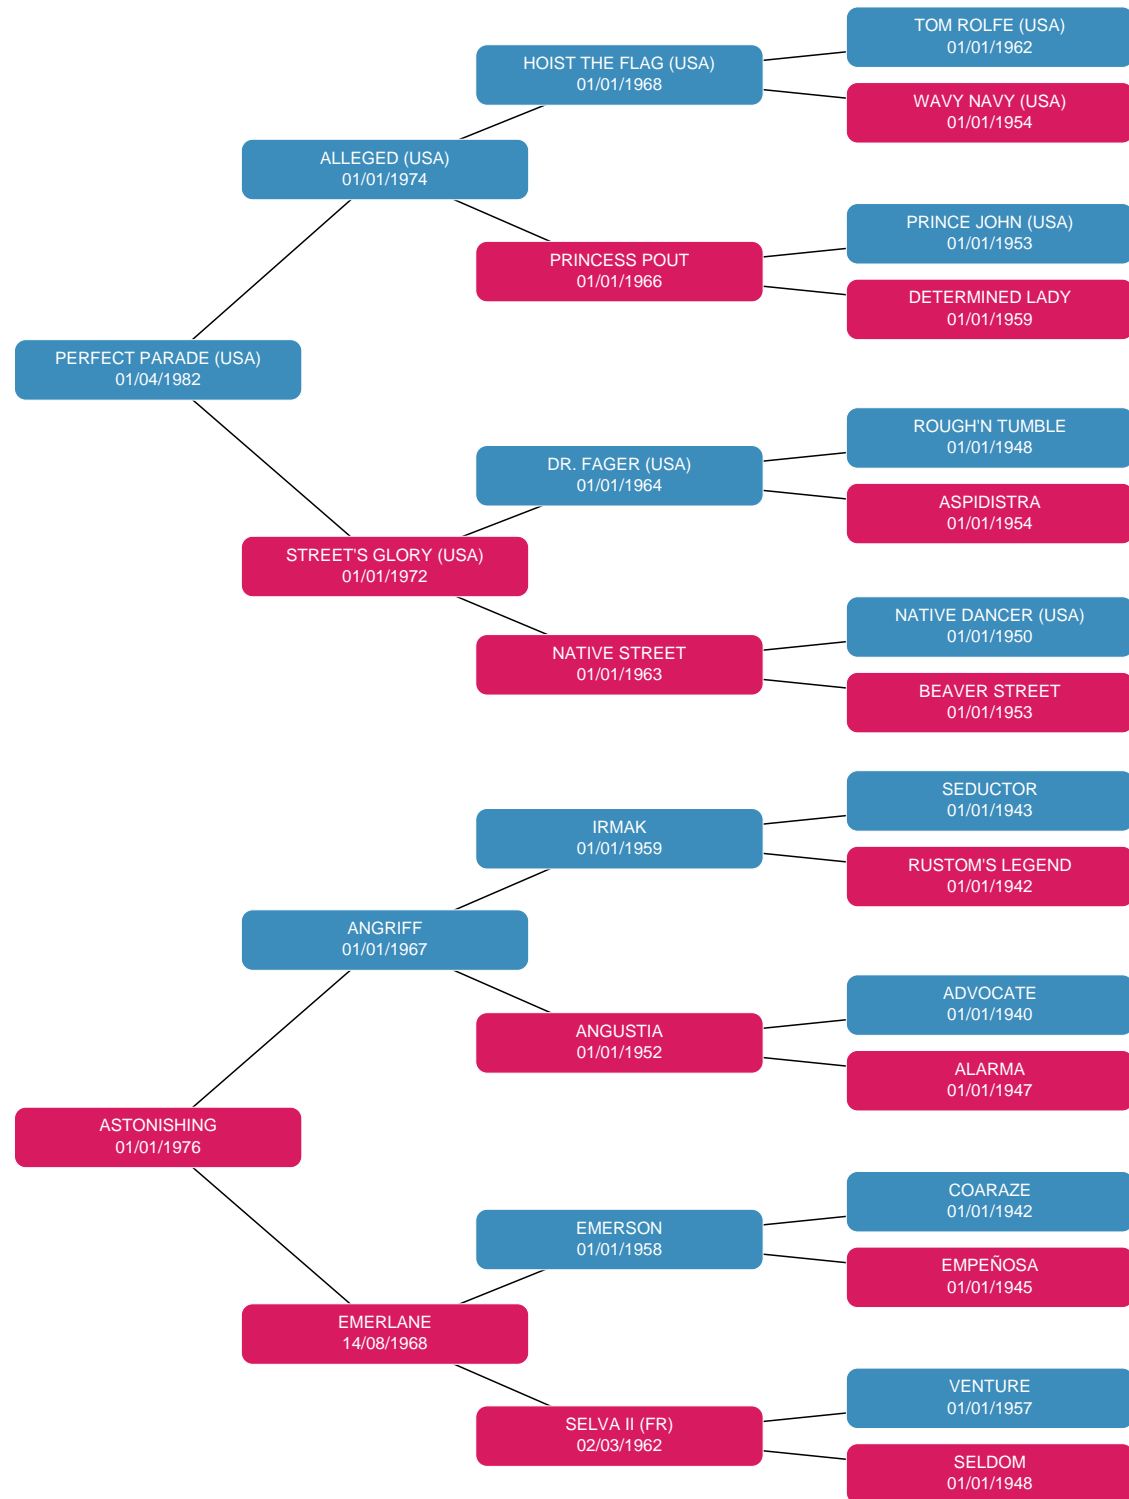 TOM ROLFE (USA)
01/01/1962
HOIST THE FLAG (USA)
01/01/1968
WAVY NAVY (USA)
01/01/1954
ALLEGED (USA)
01/01/1974
PRINCE JOHN (USA)
01/01/1953
PRINCESS POUT
01/01/1966
DETERMINED LADY
01/01/1959
PERFECT PARADE (USA)
01/04/1982
ROUGH'N TUMBLE
01/01/1948
DR. FAGER (USA)
01/01/1964
ASPIDISTRA
01/01/1954
STREET'S GLORY (USA)
01/01/1972
NATIVE DANCER (USA)
01/01/1950
NATIVE STREET
01/01/1963
BEAVER STREET
01/01/1953
SEDUCTOR
01/01/1943
IRMAK
01/01/1959
RUSTOM'S LEGEND
01/01/1942
ANGRIFF
01/01/1967
ADVOCATE
01/01/1940
ANGUSTIA
01/01/1952
ALARMA
01/01/1947
ASTONISHING
01/01/1976
COARAZE
01/01/1942
EMERSON
01/01/1958
EMPEÑOSA
01/01/1945
EMERLANE
14/08/1968
VENTURE
01/01/1957
SELVA II (FR)
02/03/1962
SELDOM
01/01/1948